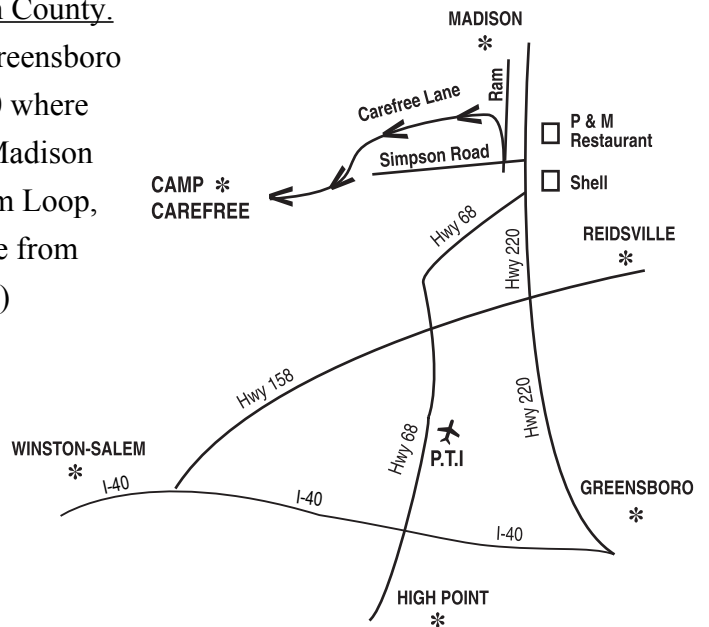 n County.
reensboro
) where
Madison
m Loop,
e from
)
MADISON
Ram
Carefree Lane
P & M
Restaurant
Simpson Road
Shell
CAMP
CAREFREE
Hwy 68
REIDSVILLE
Hwy 220
Hwy 158
Hwy 220
WINSTON-SALEM
Hwy 68
P.T.I
I-40
I-40
GREENSBORO
I-40
HIGH POINT